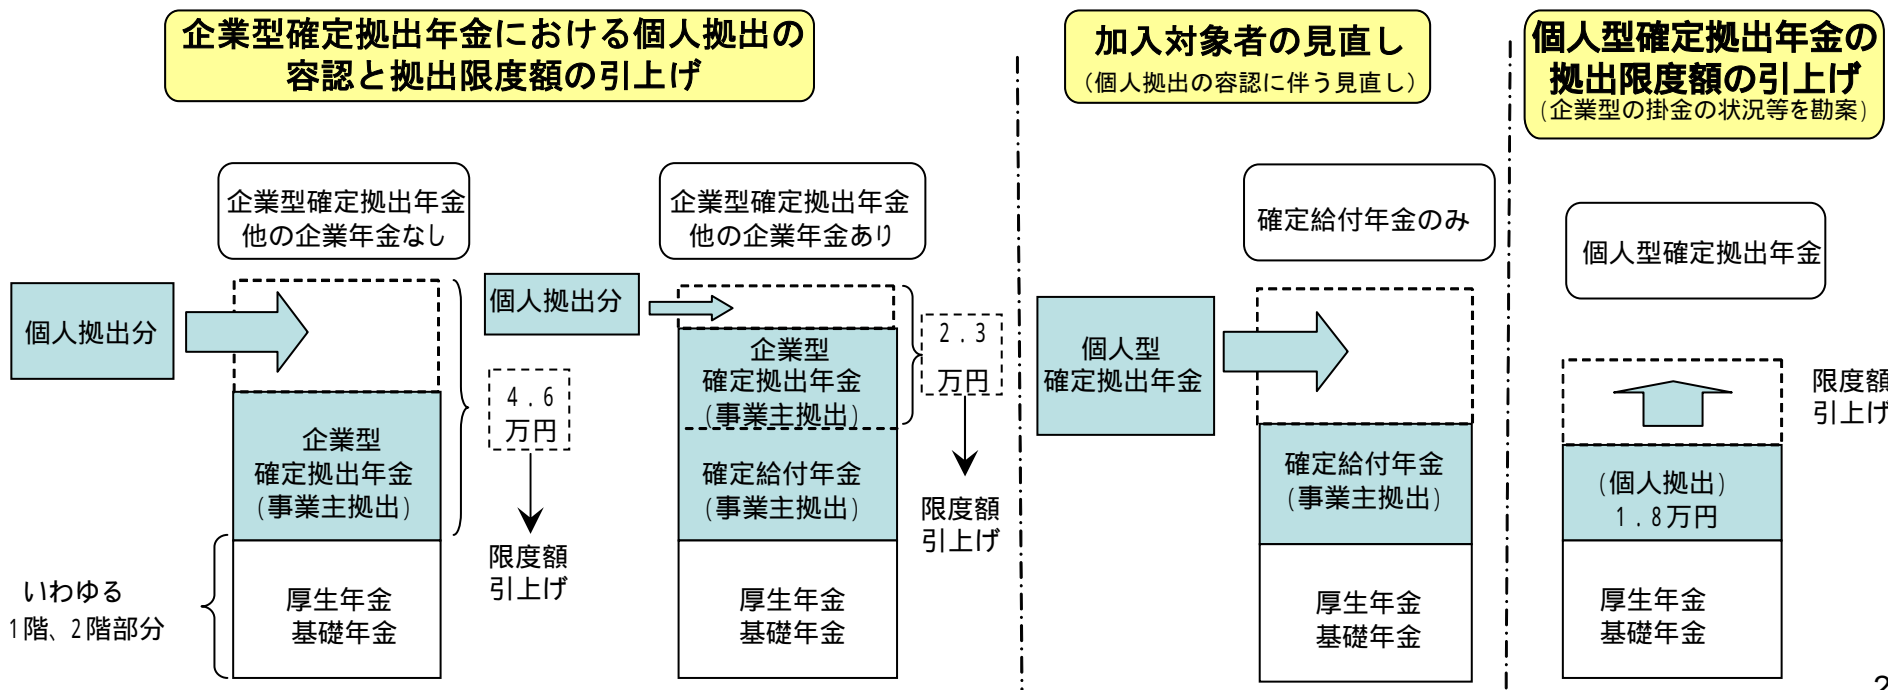 企業型確定拠出年金における個人拠出の
容認と拠出限度額の引上げ
企業型確定拠出年金
他の企業年金なし
個人拠出分
企業型
確定拠出年金
(事業主拠出)
厚生年金
基礎年金
いわゆる
1階、2階部分
4.6
万円
限度額
引上げ
企業型確定拠出年金
他の企業年金あり
個人拠出分
企業型
確定拠出年金
(事業主拠出)
確定給付年金
(事業主拠出)
厚生年金
基礎年金
2.3
万円
限度額
引上げ
加入対象者の見直し
(個人拠出の容認に伴う見直し)
確定給付年金のみ
個人型
確定拠出年金
確定給付年金
(事業主拠出)
厚生年金
基礎年金
個人型確定拠出年金の
拠出限度額の引上げ
(企業型の掛金の状況等を勘案)
個人型確定拠出年金
限度額
引上げ
(個人拠出)
1.8万円
厚生年金
基礎年金
2